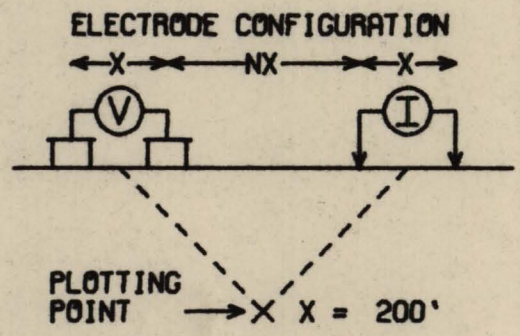 ELECTRODE CONFIGURATION
X NX X
V I
PLOTTING
POINT X X = 200'